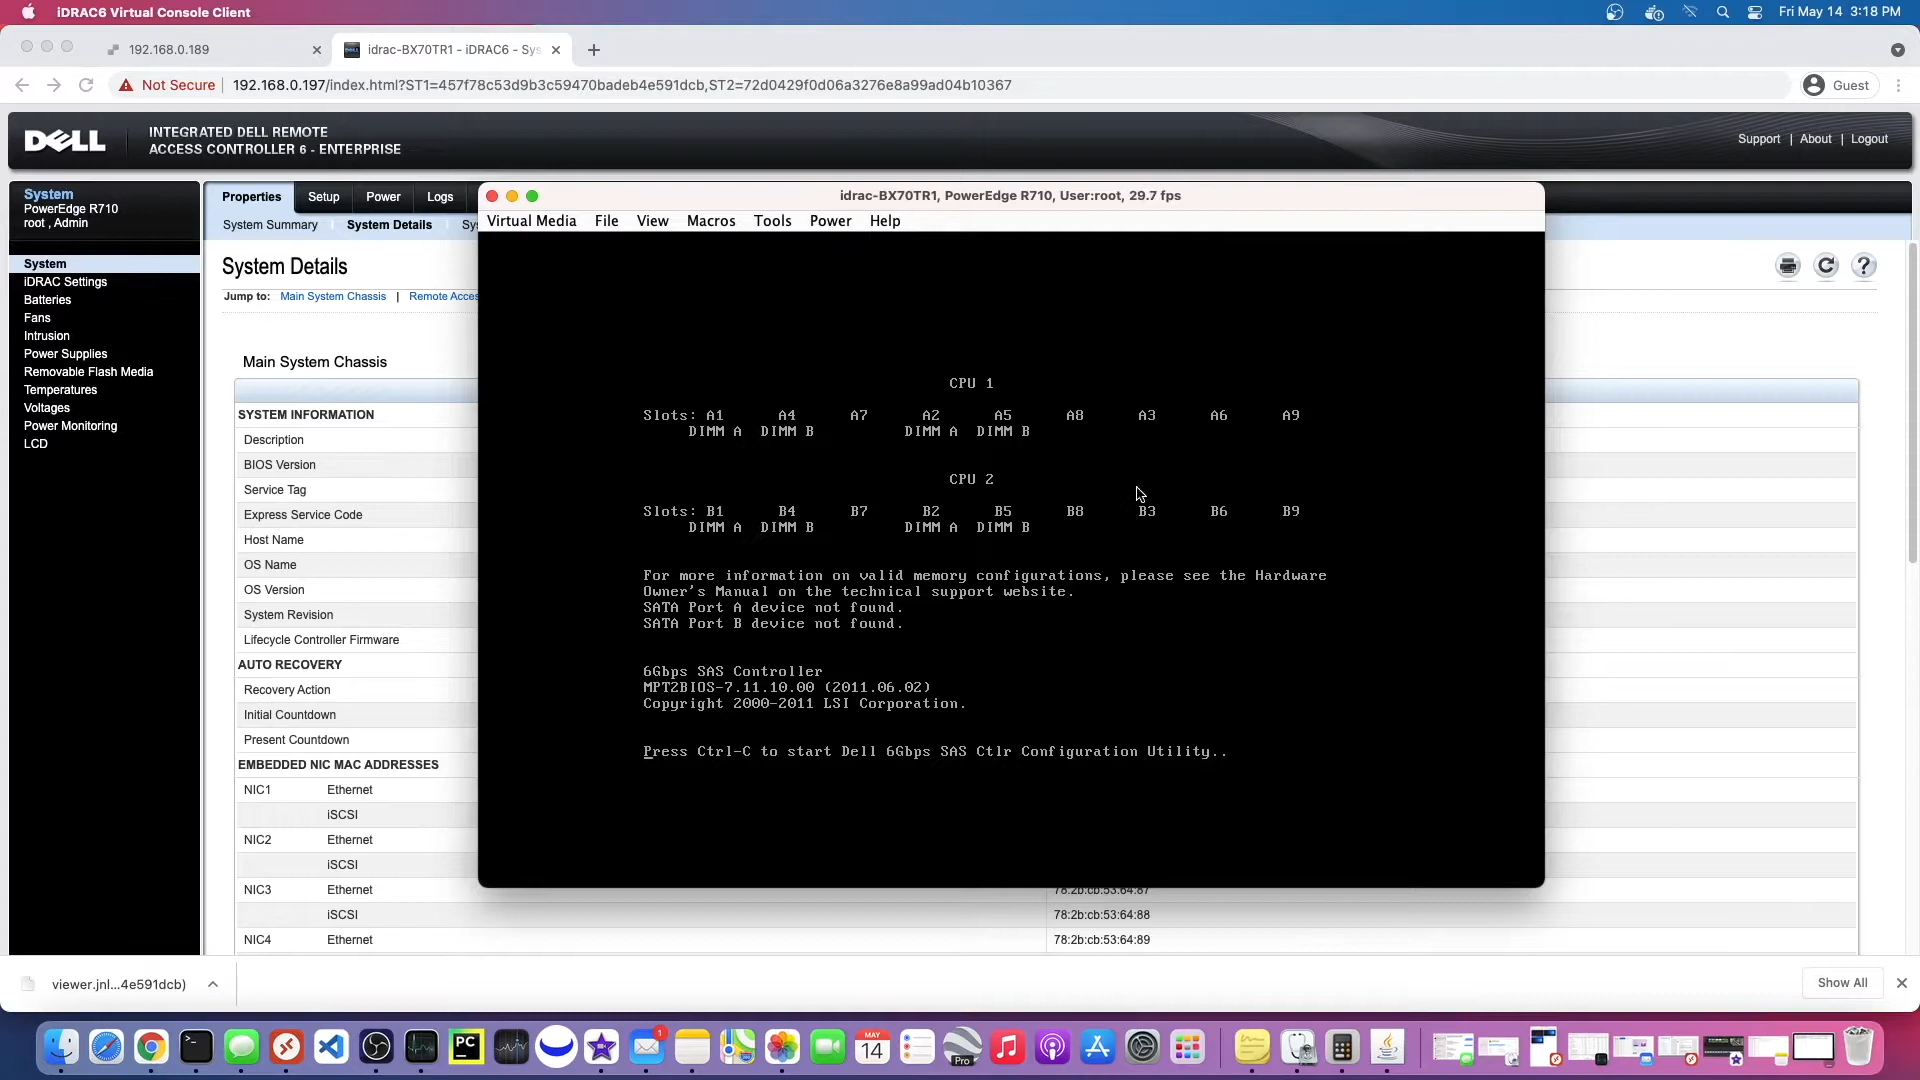 iDRAC6 Virtual Console Client
Fri May 14 3:18 PM
192.168.0.189
idrac-BX70TR1 - iDRAC6 - Sys
Not Secure
192.168.0.197/index.html?ST1=457f78c53d9b3c59470badeb4e591dcb,ST2=72d0429f0d06a3276e8a99ad04b10367
Guest
DELL
INTEGRATED DELL REMOTE
ACCESS CONTROLLER 6 - ENTERPRISE
Support | About | Logout
System
PowerEdge R710
root , Admin
System
iDRAC Settings
Batteries
Fans
Intrusion
Power Supplies
Removable Flash Media
Temperatures
Voltages
Power Monitoring
LCD
Properties Setup Power Logs
System Summary System Details Sy
System Details
Jump to: Main System Chassis | Remote Acces
Main System Chassis
SYSTEM INFORMATION
Description
BIOS Version
Service Tag
Express Service Code
Host Name
OS Name
OS Version
System Revision
Lifecycle Controller Firmware
AUTO RECOVERY
Recovery Action
Initial Countdown
Present Countdown
EMBEDDED NIC MAC ADDRESSES
NIC1 Ethernet
iSCSI
NIC2 Ethernet
iSCSI
NIC3 Ethernet 78:2b:cb:53:64:87
iSCSI 78:2b:cb:53:64:88
NIC4 Ethernet 78:2b:cb:53:64:89
idrac-BX70TR1, PowerEdge R710, User:root, 29.7 fps
Virtual Media File View Macros Tools Power Help
CPU 1
Slots: A1 A4 A7 A2 A5 A8 A3 A6 A9
DIMM A DIMM B DIMM A DIMM B
CPU 2
Slots: B1 B4 B7 B2 B5 B8 B3 B6 B9
DIMM A DIMM B DIMM A DIMM B
For more information on valid memory configurations, please see the Hardware
Owner's Manual on the technical support website.
SATA Port A device not found.
SATA Port B device not found.
6Gbps SAS Controller
MPT2BIOS-7.11.10.00 (2011.06.02)
Copyright 2000-2011 LSI Corporation.
Press Ctrl-C to start Dell 6Gbps SAS Ctlr Configuration Utility..
viewer.jnl...4e591dcb)
Show All
PC
1
MAY
14
Pro